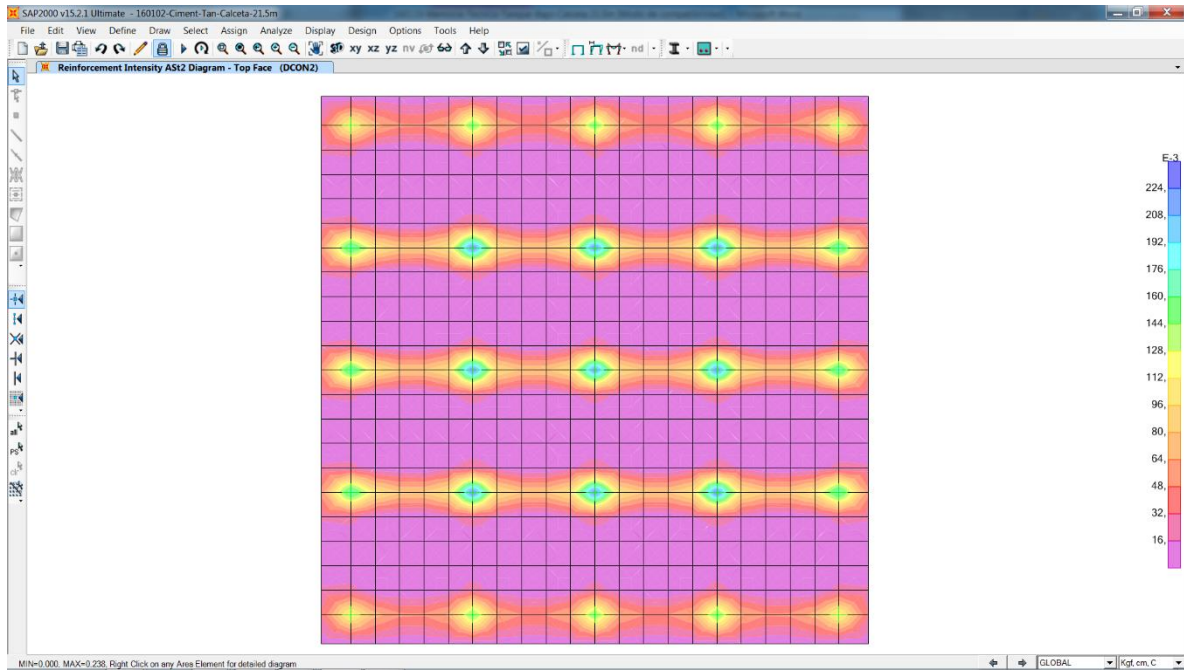 SAP2000 v15.2.1 Ultimate - 160102-Ciment-Tan-Calceta-21.5m
File Edit View Define Draw Select Assign Analyze Display Design Options Tools Help
xy xz yz nv nd
Reinforcement Intensity ASt2 Diagram - Top Face (DCON2)
E-3
224,
208,
192,
176,
160,
144,
128,
112,
96,
80,
64,
48,
32,
16,
all
PS
clr
MIN=0.000, MAX=0.238, Right Click on any Area Element for detailed diagram
GLOBAL
Kgf, cm, C